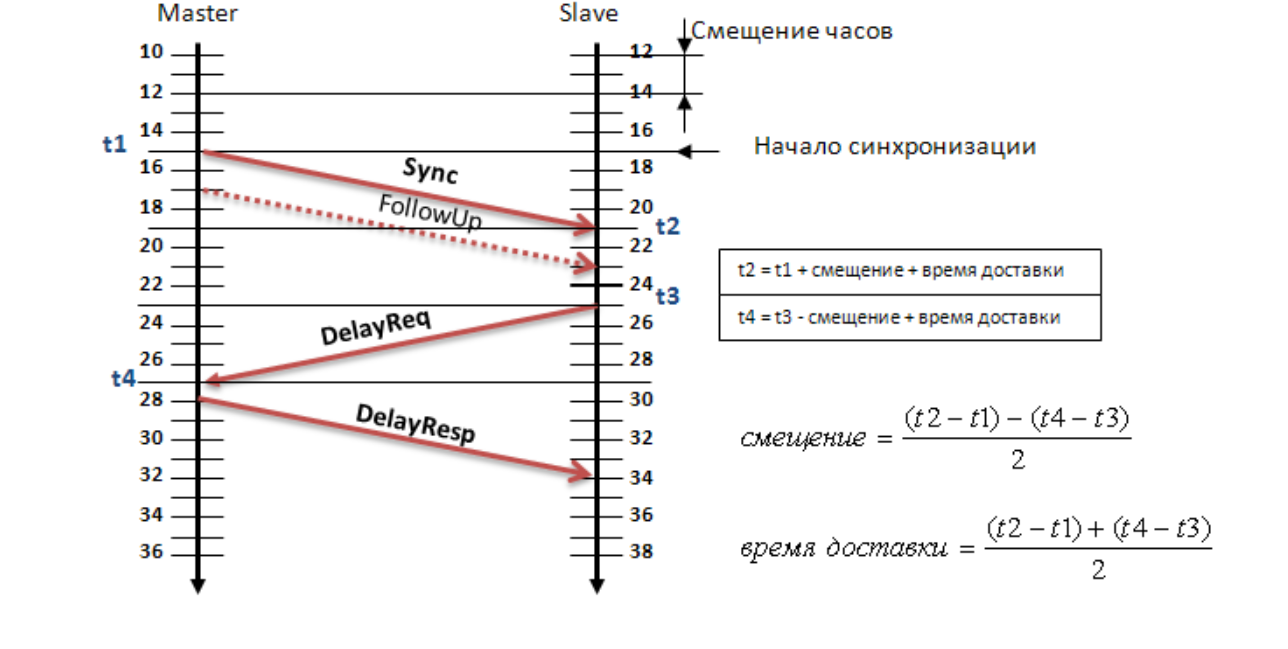 Master
Slave
Смещение часов
10
12
12
14
14
16
t1
Начало синхронизации
16
18
Sync
18
20
FollowUp
t2
20
22
t2 = t1 + смещение + время доставки
22
24
t3
t4 = t3 - смещение + время доставки
24
26
DelayReq
26
28
t4
28
30
DelayResp
30
32
смещение = (t2 − t1) − (t4 − t3)
2
32
34
34
36
время доставки = (t2 − t1) + (t4 − t3)
2
36
38